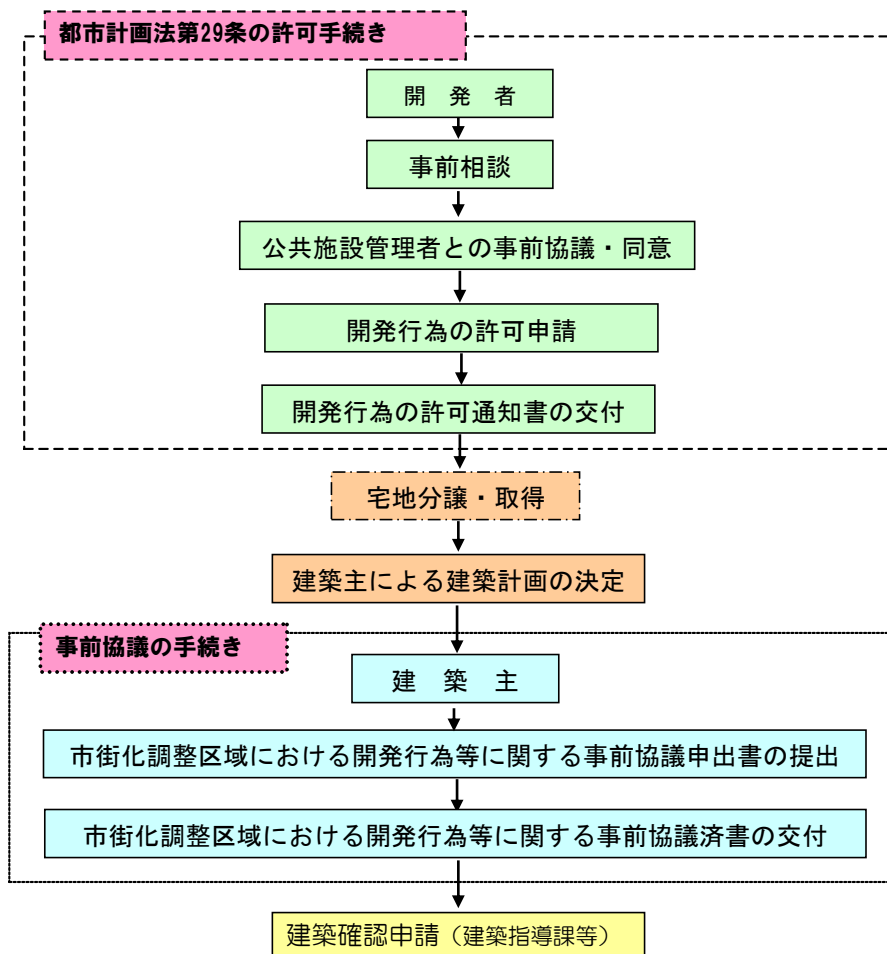 都市計画法第29条の許可手続き
開　発　者
事前相談
公共施設管理者との事前協議・同意
開発行為の許可申請
開発行為の許可通知書の交付
宅地分譲・取得
建築主による建築計画の決定
事前協議の手続き
建　築　主
市街化調整区域における開発行為等に関する事前協議申出書の提出
市街化調整区域における開発行為等に関する事前協議済書の交付
建築確認申請（建築指導課等）